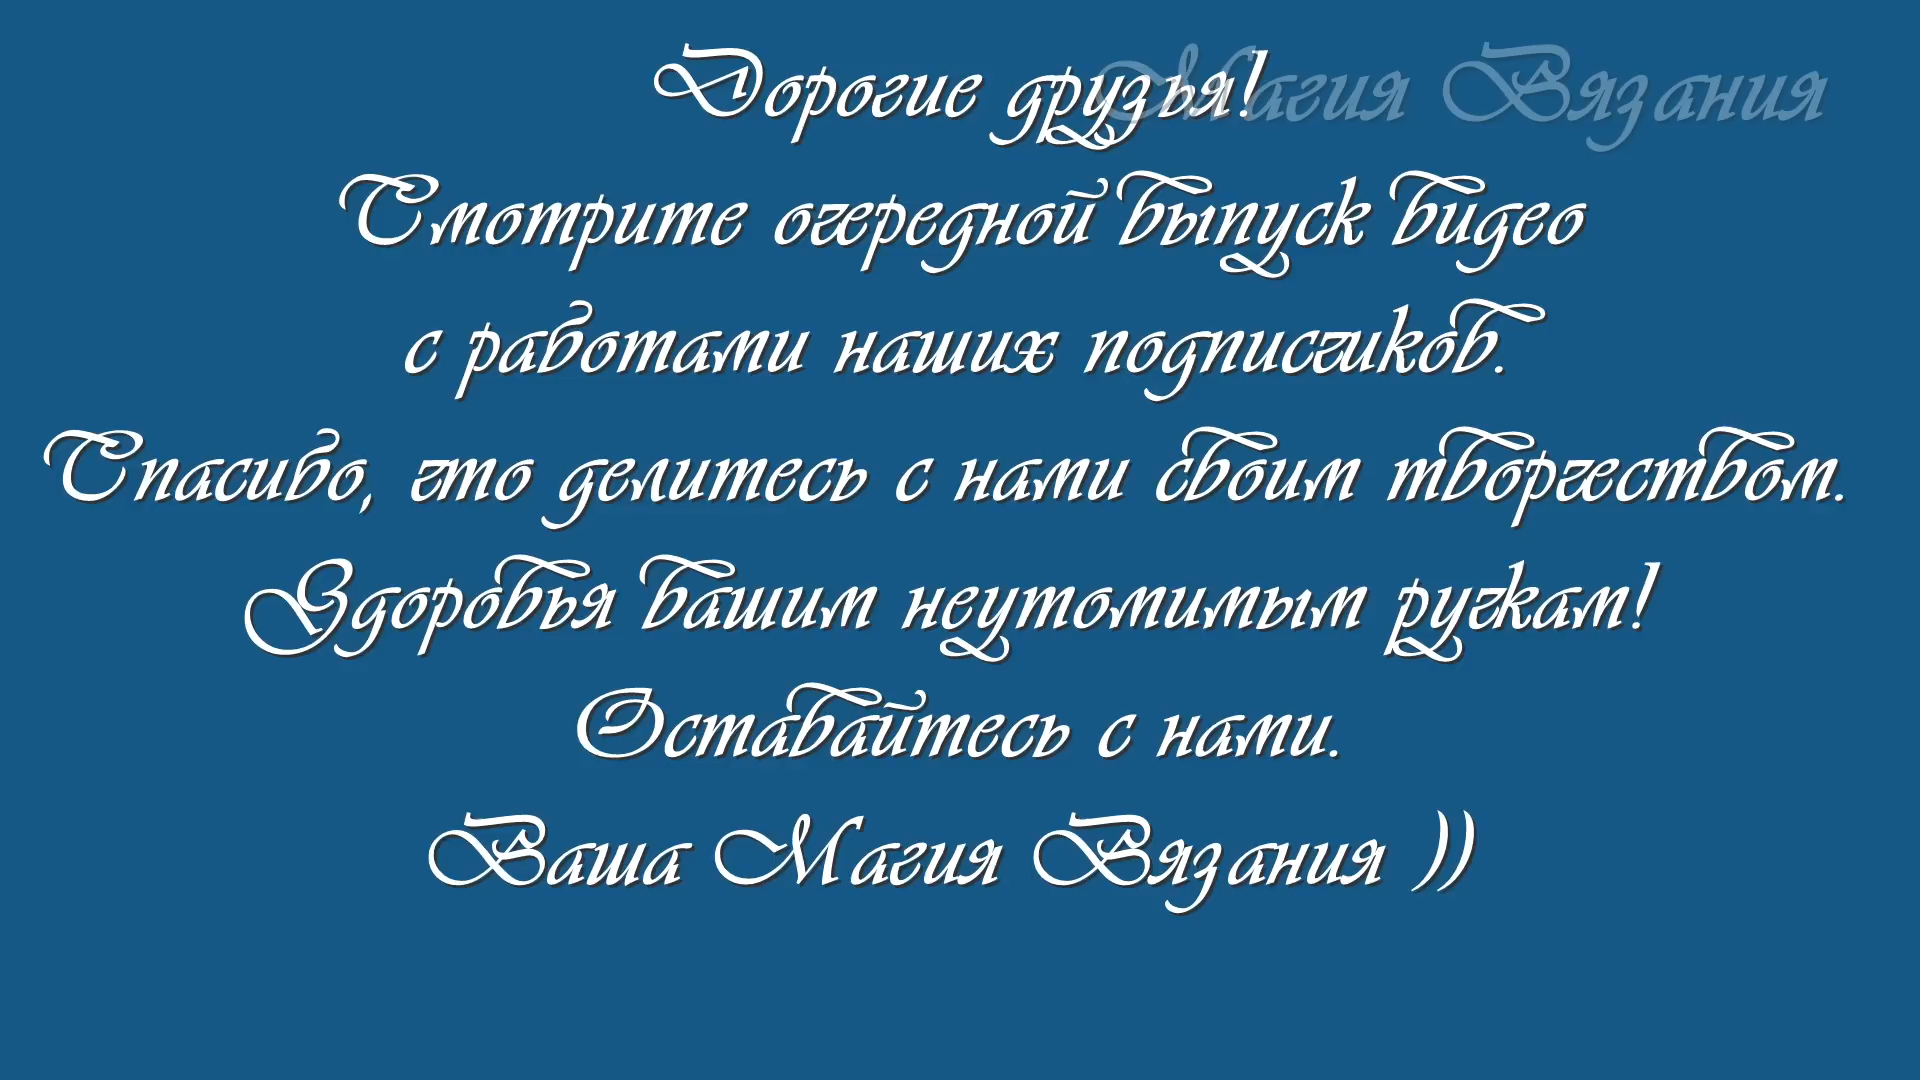 Дорогие друзья!
Магия Вязания
Смотрите очередной выпуск видео
с работами наших подписчиков.
Спасибо, что делитесь с нами своим творчеством.
Здоровья вашим неутомимым ручкам!
Оставайтесь с нами.
Ваша Магия Вязания ))